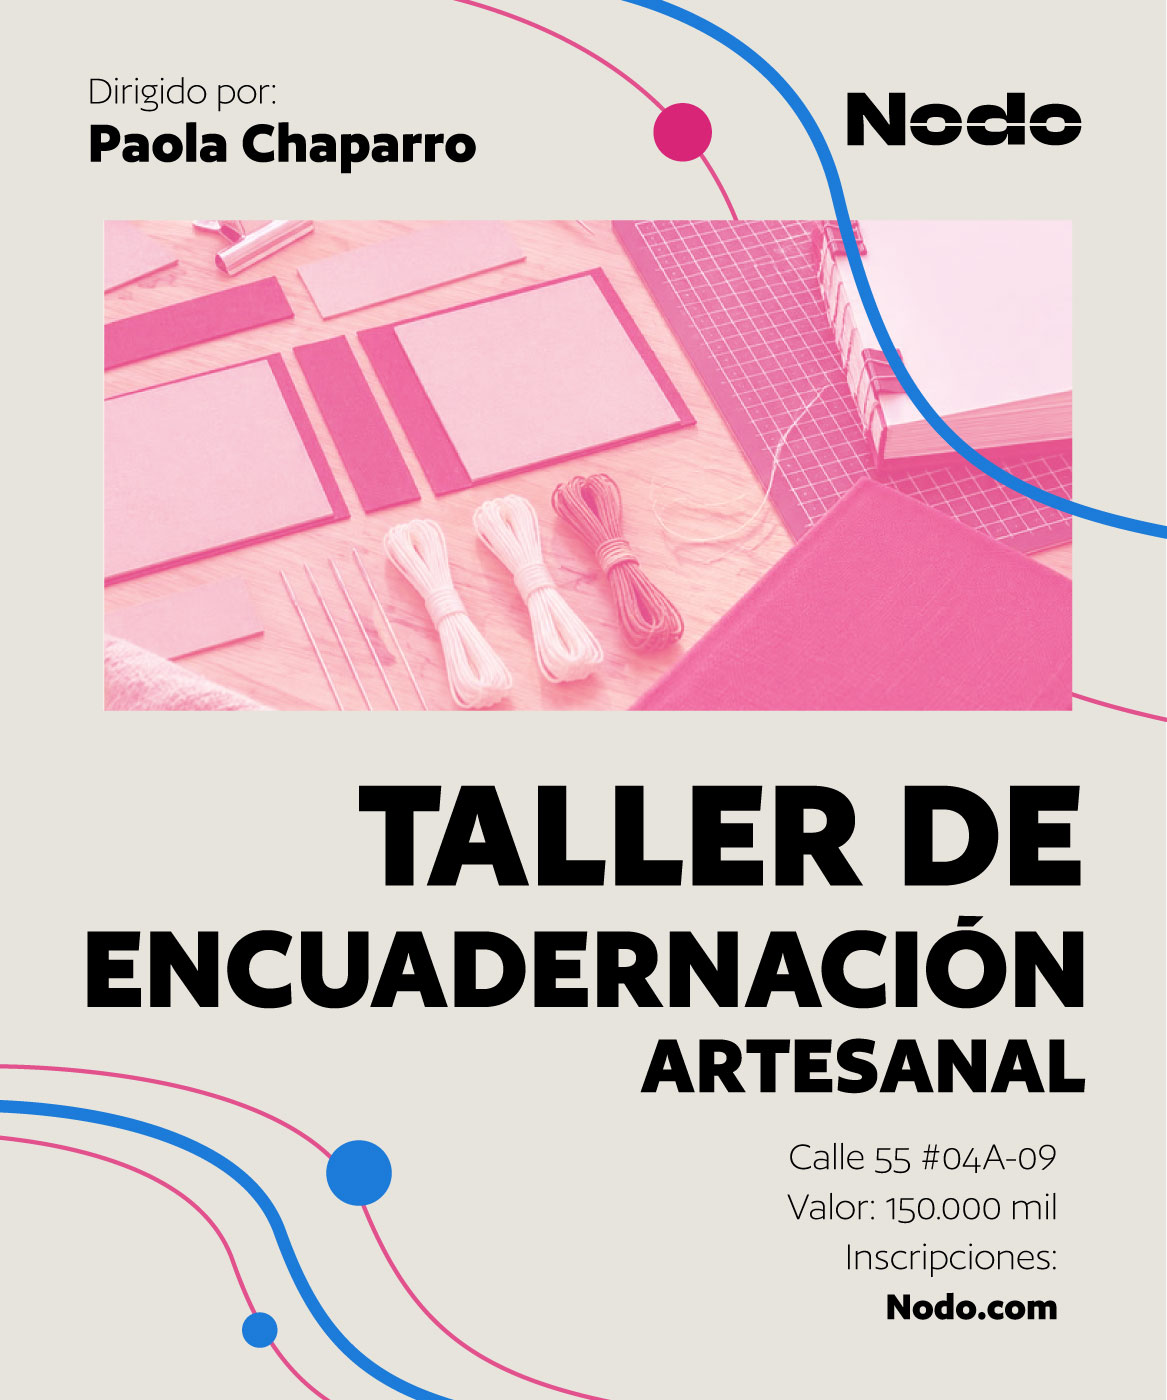 Dirigido por:
Paola Chaparro
Nodo
TALLER DE
ENCUADERNACIÓN
ARTESANAL
Calle 55 #04A-09
Valor: 150.000 mil
Inscripciones:
Nodo.com